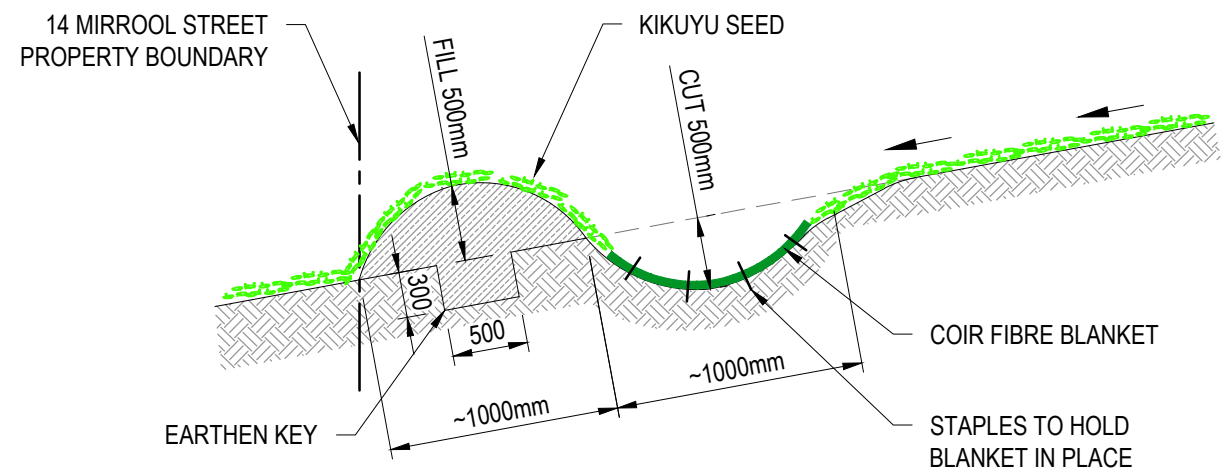 14 MIRROOL STREET
PROPERTY BOUNDARY
KIKUYU SEED
FILL 500mm
CUT 500mm
300
500
~1000mm
~1000mm
EARTHEN KEY
COIR FIBRE BLANKET
STAPLES TO HOLD
BLANKET IN PLACE